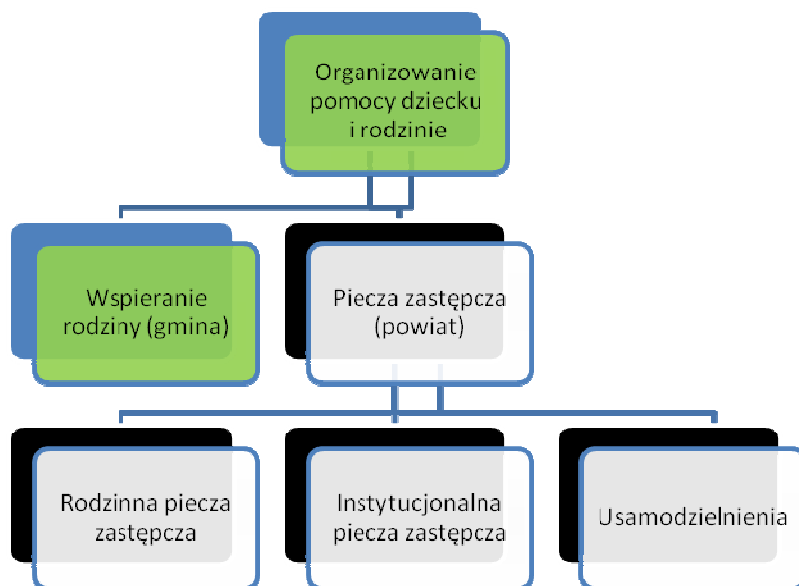 Organizowanie
pomocy dziecku
i rodzinie
Wspieranie
rodziny (gmina)
Piecza zastępcza
(powiat)
Rodzinna piecza
zastępcza
Instytucjonalna
piecza zastępcza
Usamodzielnienia